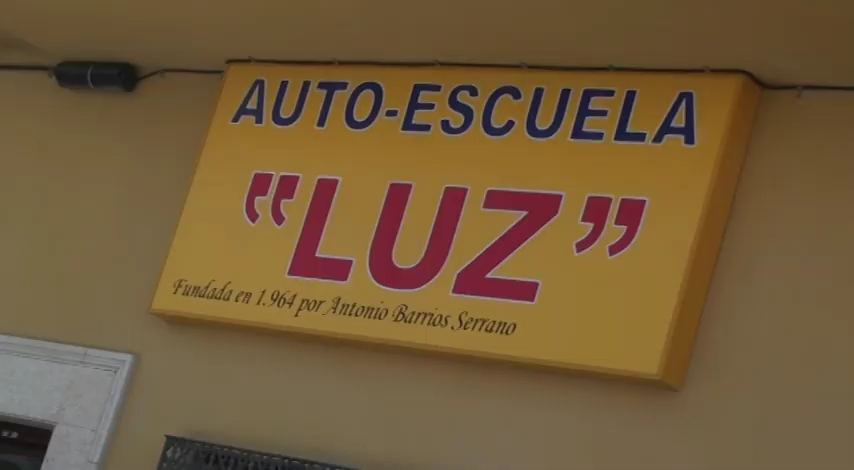 AUTO-ESCUELA
"LUZ"
Fundada en 1.964 por Antonio Barrios Serrano